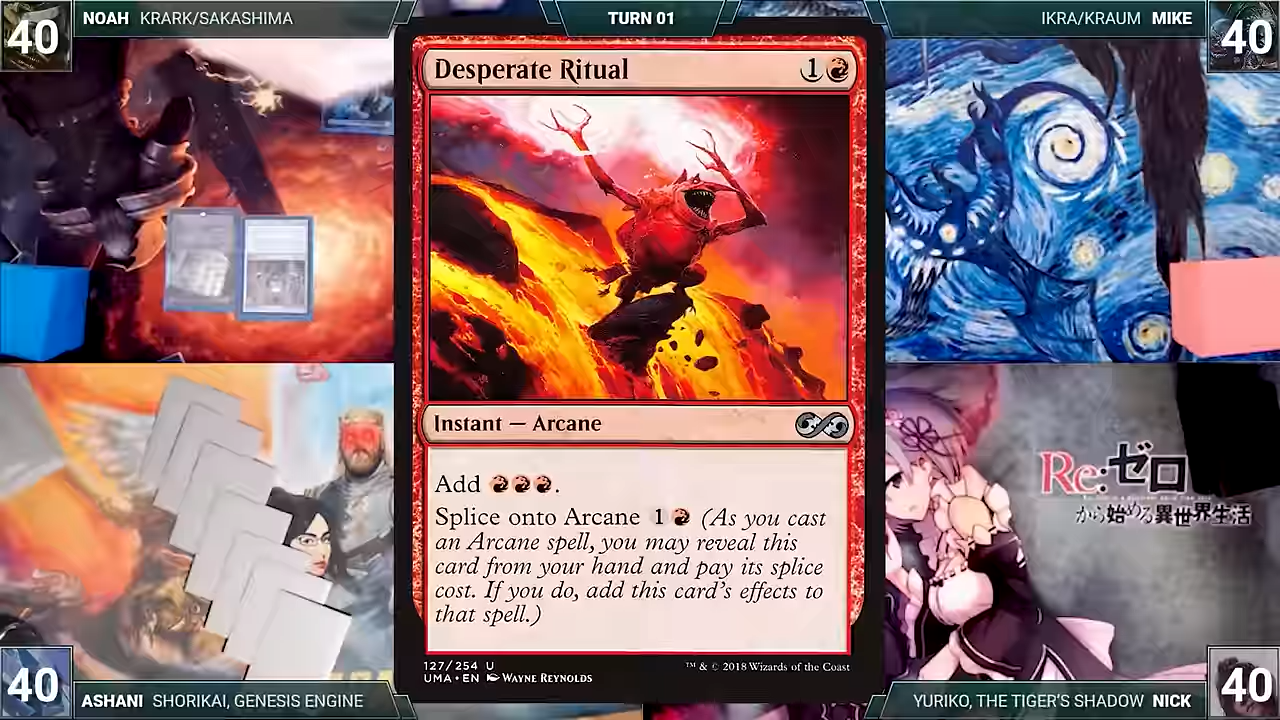 40
NOAH KRARK/SAKASHIMA
TURN 01
IKRA/KRAUM MIKE
40
Desperate Ritual 1
Instant — Arcane
Add .
Splice onto Arcane 1 (As you cast
an Arcane spell, you may reveal this
card from your hand and pay its splice
cost. If you do, add this card's effects to
that spell.)
127/254 U
UMA • EN WAYNE REYNOLDS
™ & © 2018 Wizards of the Coast
Re:ゼロ
から始める異世界生活
40
ASHANI SHORIKAI, GENESIS ENGINE
YURIKO, THE TIGER'S SHADOW NICK
40